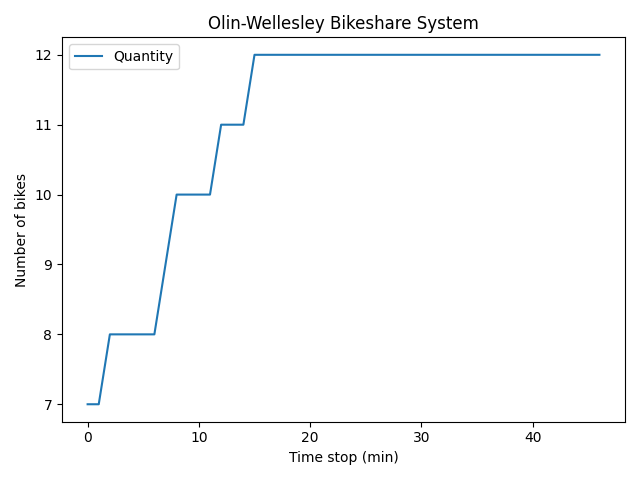 Olin-Wellesley Bikeshare System
Quantity
Number of bikes
12
11
10
9
8
7
0 10 20 30 40
Time stop (min)